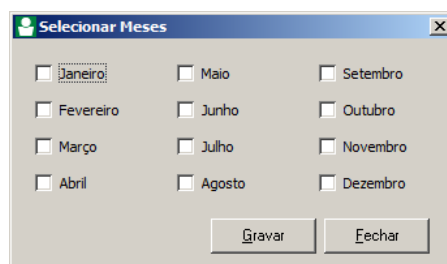 Selecionar Meses
Janeiro Maio Setembro
Fevereiro Junho Outubro
Março Julho Novembro
Abril Agosto Dezembro
Gravar Fechar